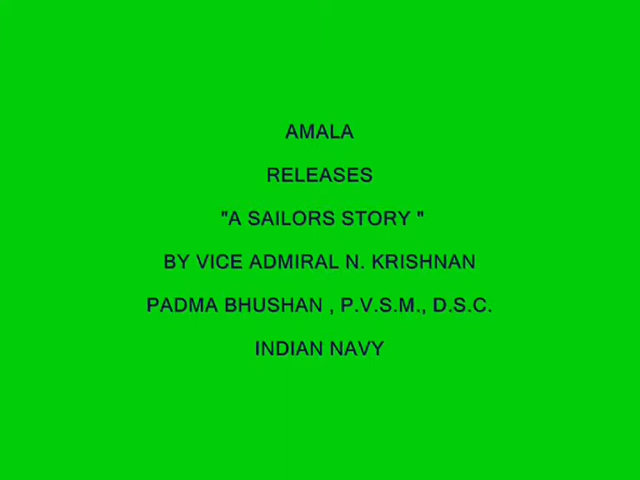 AMALA
RELEASES
"A SAILORS STORY "
BY VICE ADMIRAL N. KRISHNAN
PADMA BHUSHAN , P.V.S.M., D.S.C.
INDIAN NAVY